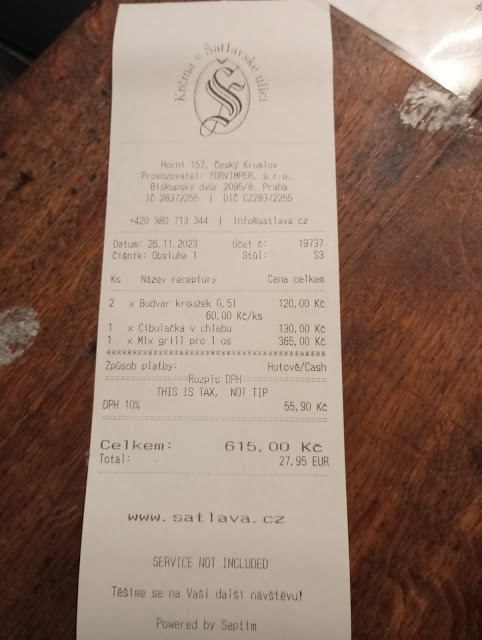 Krčma v Šatlavské ulici
Š
Horní 157, Český Krumlov
Provozovatel: TORVIMPER, s.r.o.
Biskupský dvůr 2095/8, Praha
IČ 28372255 | DIČ CZ28372255
+420 380 713 344 | info@satlava.cz
Datum: 26.11.2023 Účet č: 19737
Číšník: Obsluha 1 Stůl: S3
Ks Název receptury Cena celkem
2 x Budvar kroužek 0,5l 120,00 Kč
60,00 Kč/ks
1 x Cibulačka v chlebu 130,00 Kč
1 x Mix grill pro 1 os 365,00 Kč
Způsob platby: Hotově/Cash
Rozpis DPH
THIS IS TAX, NOT TIP
DPH 10% 55,90 Kč
Celkem: 615,00 Kč
Total: 27,95 EUR
www.satlava.cz
SERVICE NOT INCLUDED
Těšíme se na Vaši další návštěvu!
Powered by Septim